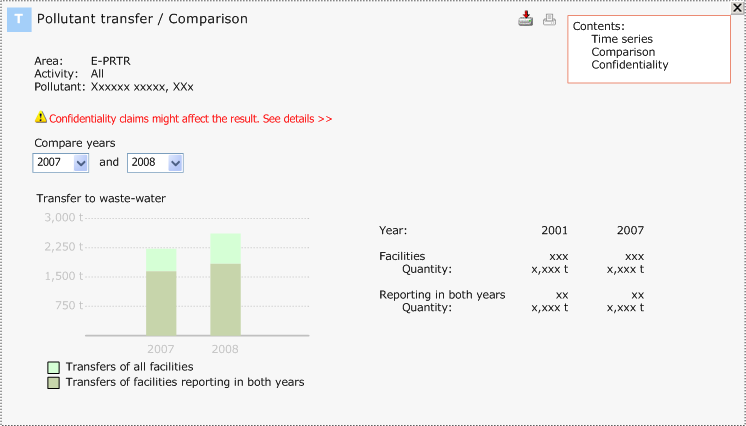 T Pollutant transfer / Comparison
Contents:
Time series
Comparison
Confidentiality
Area: E-PRTR
Activity: All
Pollutant: Xxxxxx xxxxx, XXx
Confidentiality claims might affect the result. See details >>
Compare years
2007 and 2008
Transfer to waste-water
3,000 t
2,250 t
1,500 t
750 t
2007 2008
Transfers of all facilities
Transfers of facilities reporting in both years
Year: 2001 2007
Facilities xxx xxx
Quantity: x,xxx t x,xxx t
Reporting in both years xx xx
Quantity: x,xxx t x,xxx t